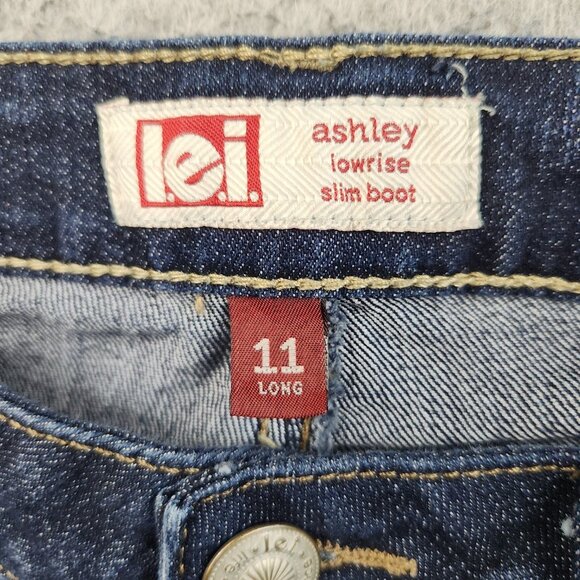 l.e.i.
ashley
lowrise
slim boot
11
LONG
l.e.i.